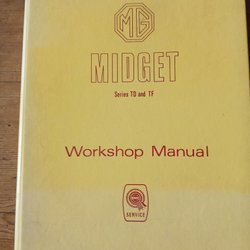 MG
MIDGET
Series TD and TF
Workshop Manual
SERVICE